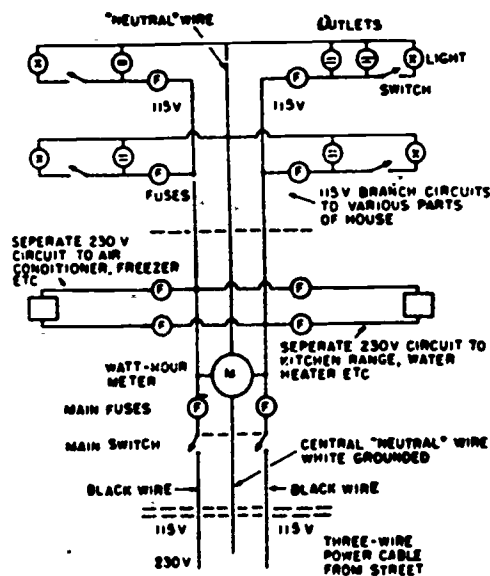 "NEUTRAL" WIRE
OUTLETS
X
=
F
F
=
=
X
LIGHT
SWITCH
115V
115V
X
=
F
F
=
X
FUSES
115V BRANCH CIRCUITS
TO VARIOUS PARTS
OF HOUSE
SEPERATE 230 V
CIRCUIT TO AIR
CONDITIONER, FREEZER
ETC
F
F
F
F
SEPERATE 230V CIRCUIT TO
KITCHEN RANGE, WATER
HEATER ETC
WATT-HOUR
METER
M
MAIN FUSES
F
F
MAIN SWITCH
CENTRAL "NEUTRAL" WIRE
WHITE GROUNDED
BLACK WIRE
BLACK WIRE
115V
115V
230V
THREE-WIRE
POWER CABLE
FROM STREET